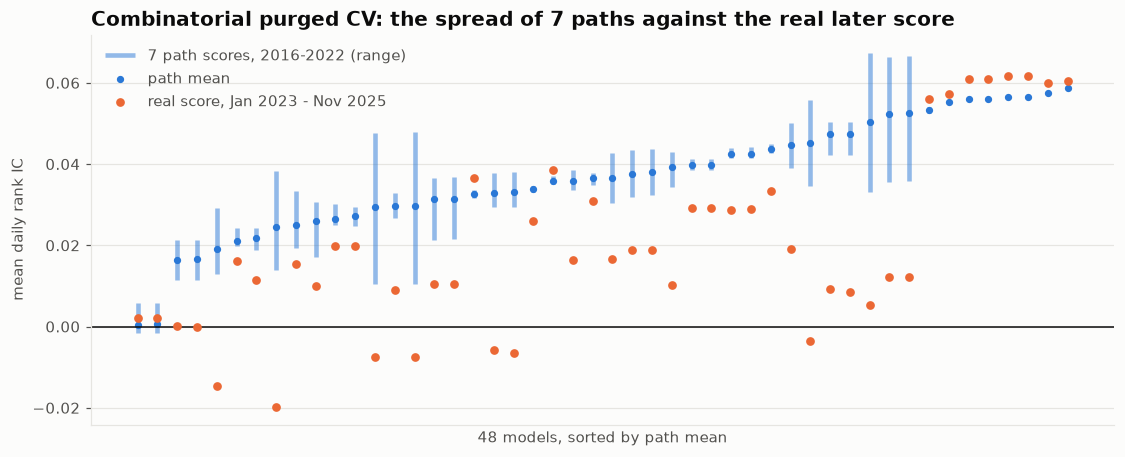 Combinatorial purged CV: the spread of 7 paths against the real later score
7 path scores, 2016-2022 (range)
path mean
real score, Jan 2023 - Nov 2025
mean daily rank IC
0.06
0.04
0.02
0.00
−0.02
48 models, sorted by path mean